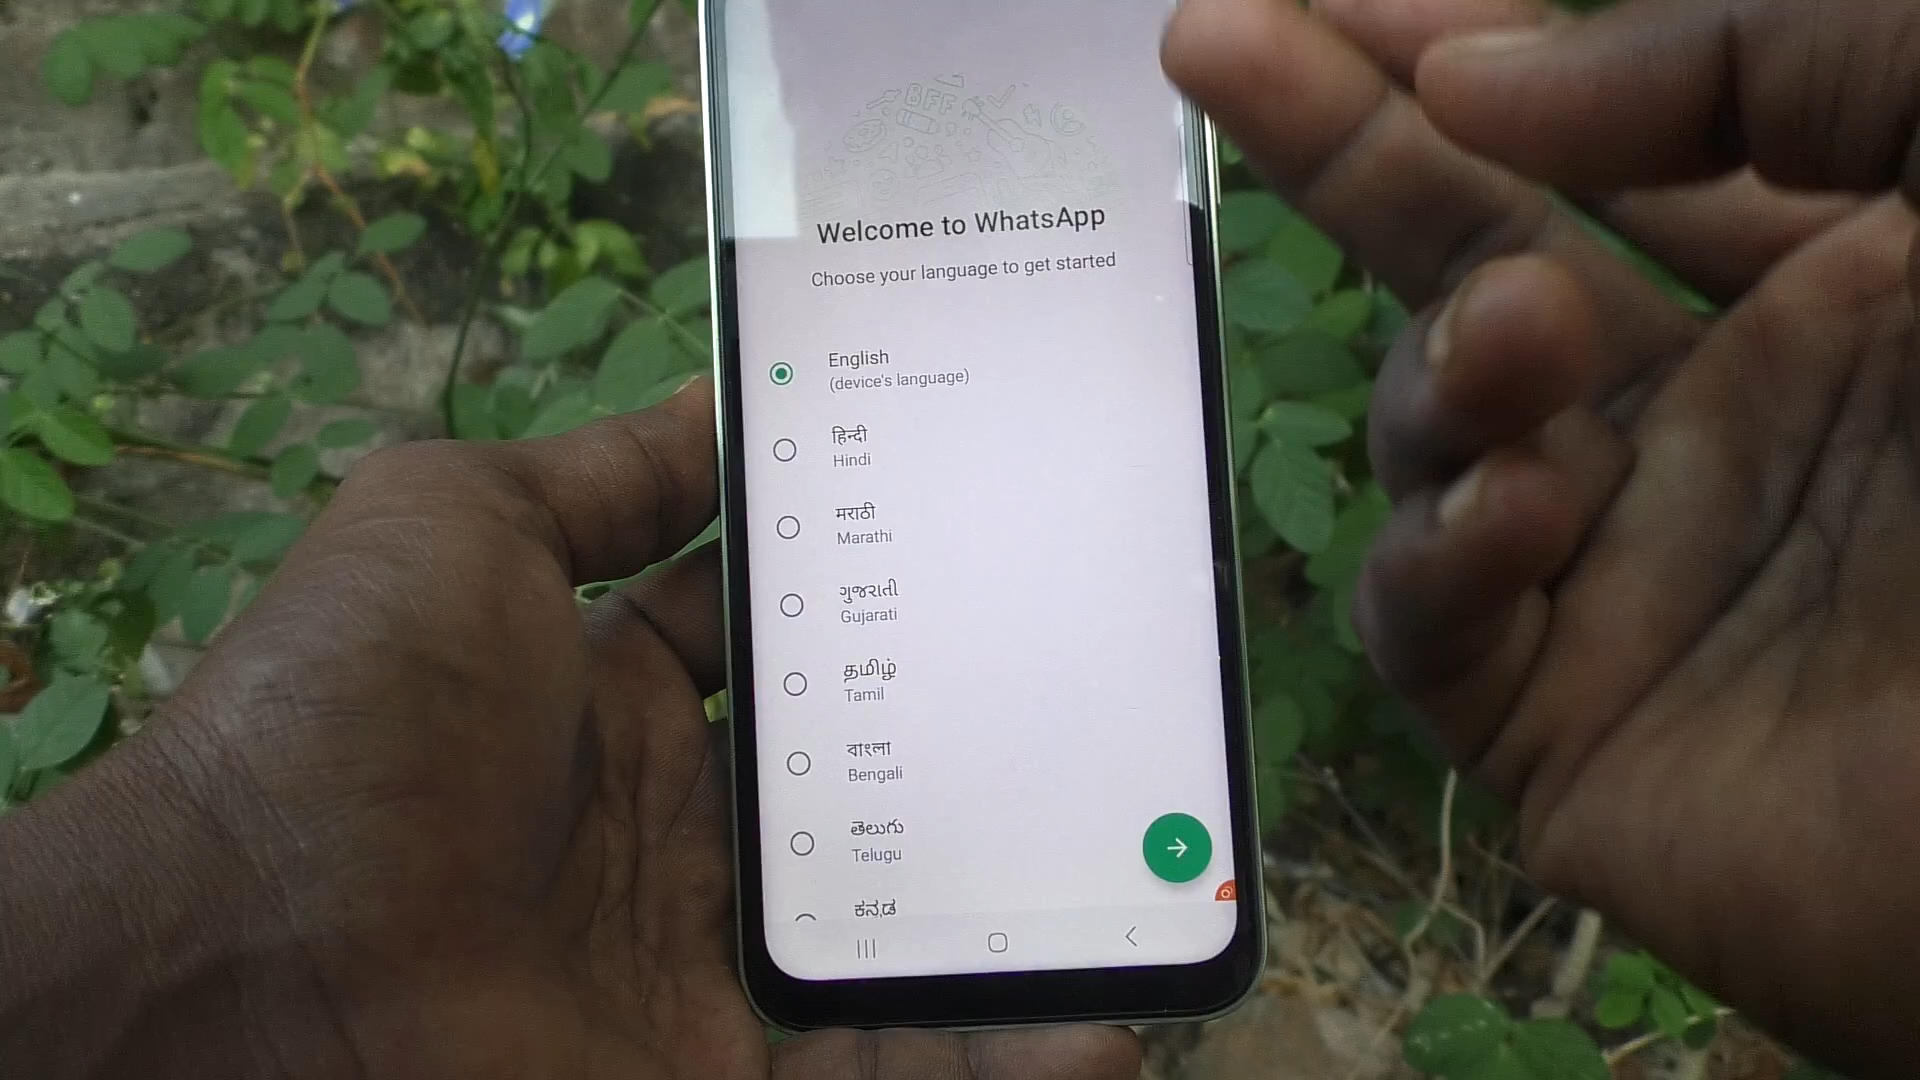 BFF
Welcome to WhatsApp
Choose your language to get started
English
(device's language)
हिन्दी
Hindi
मराठी
Marathi
ગુજરાતી
Gujarati
தமிழ்
Tamil
বাংলা
Bengali
తెలుగు
Telugu
ಕನ್ನಡ